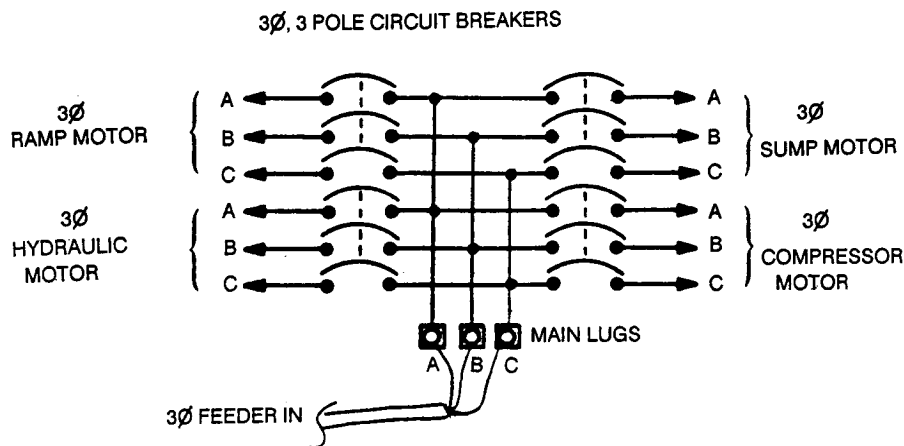 3Ø, 3 POLE CIRCUIT BREAKERS
3Ø
RAMP MOTOR
A
B
C
A
B
C
3Ø
SUMP MOTOR
3Ø
HYDRAULIC
MOTOR
A
B
C
A
B
C
3Ø
COMPRESSOR
MOTOR
MAIN LUGS
A B C
3Ø FEEDER IN